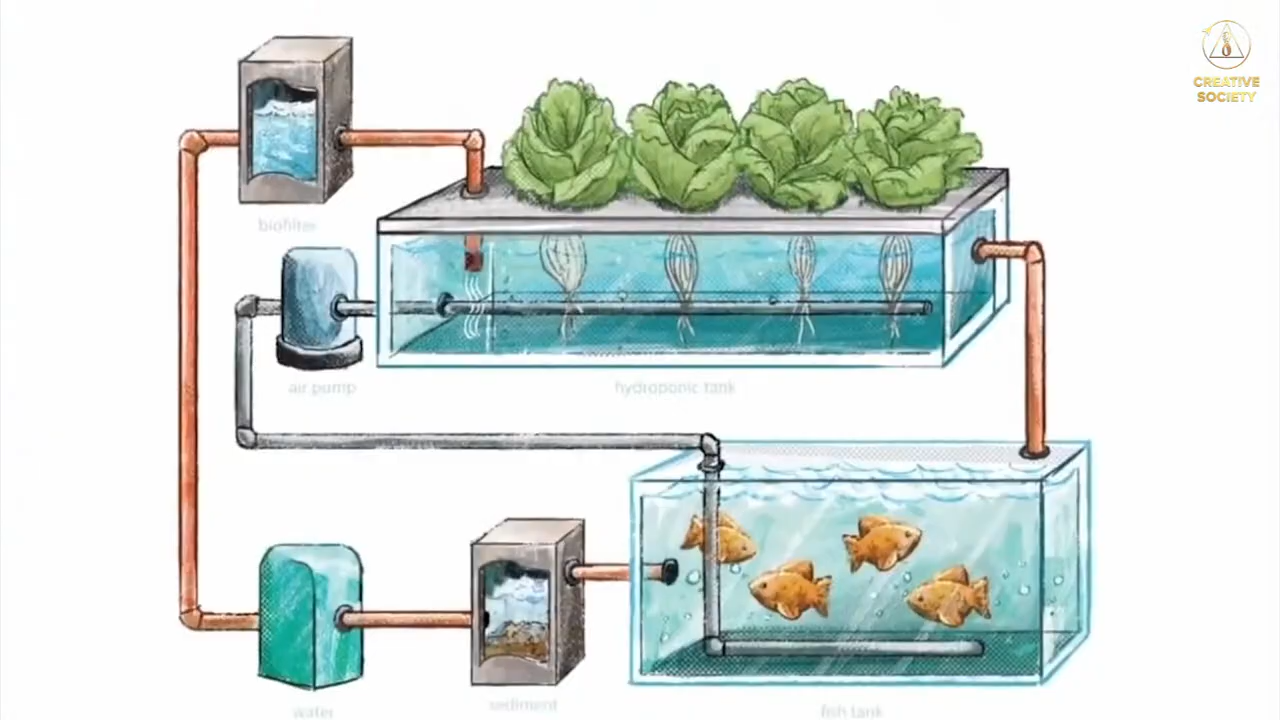 CREATIVE
SOCIETY
biofilter
air pump
hydroponic tank
water
sediment
fish tank